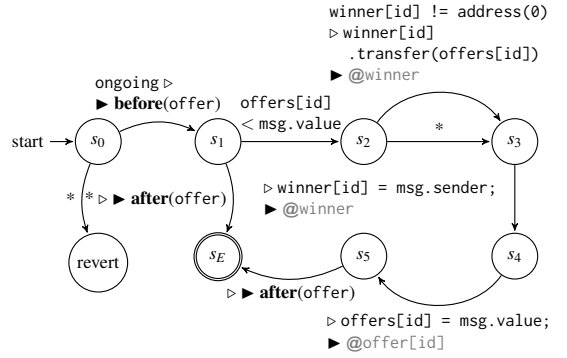 winner[id] != address(0)
▷ winner[id]
.transfer(offers[id])
▶ @winner
ongoing ▷
▶ before(offer)
offers[id]
< msg.value
start
s0
s1
s2
*
s3
* * ▷ ▶ after(offer)
▷ winner[id] = msg.sender;
▶ @winner
revert
sE
s5
s4
▷ ▶ after(offer)
▷ offers[id] = msg.value;
▶ @offer[id]